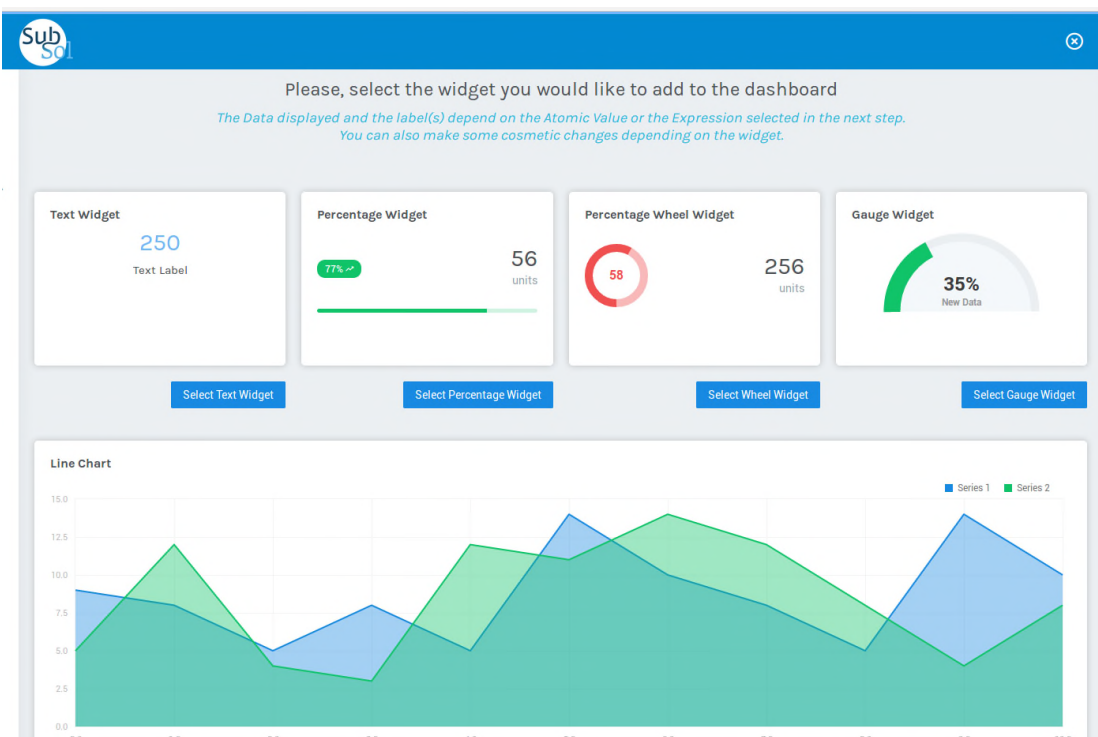 Sub
Sol
Please, select the widget you would like to add to the dashboard
The Data displayed and the label(s) depend on the Atomic Value or the Expression selected in the next step.
You can also make some cosmetic changes depending on the widget.
Text Widget
250
Text Label
Percentage Widget
77%
56
units
Percentage Wheel Widget
58
256
units
Gauge Widget
35%
New Data
Select Text Widget
Select Percentage Widget
Select Wheel Widget
Select Gauge Widget
Line Chart
Series 1
Series 2
15.0
12.5
10.0
7.5
5.0
2.5
0.0